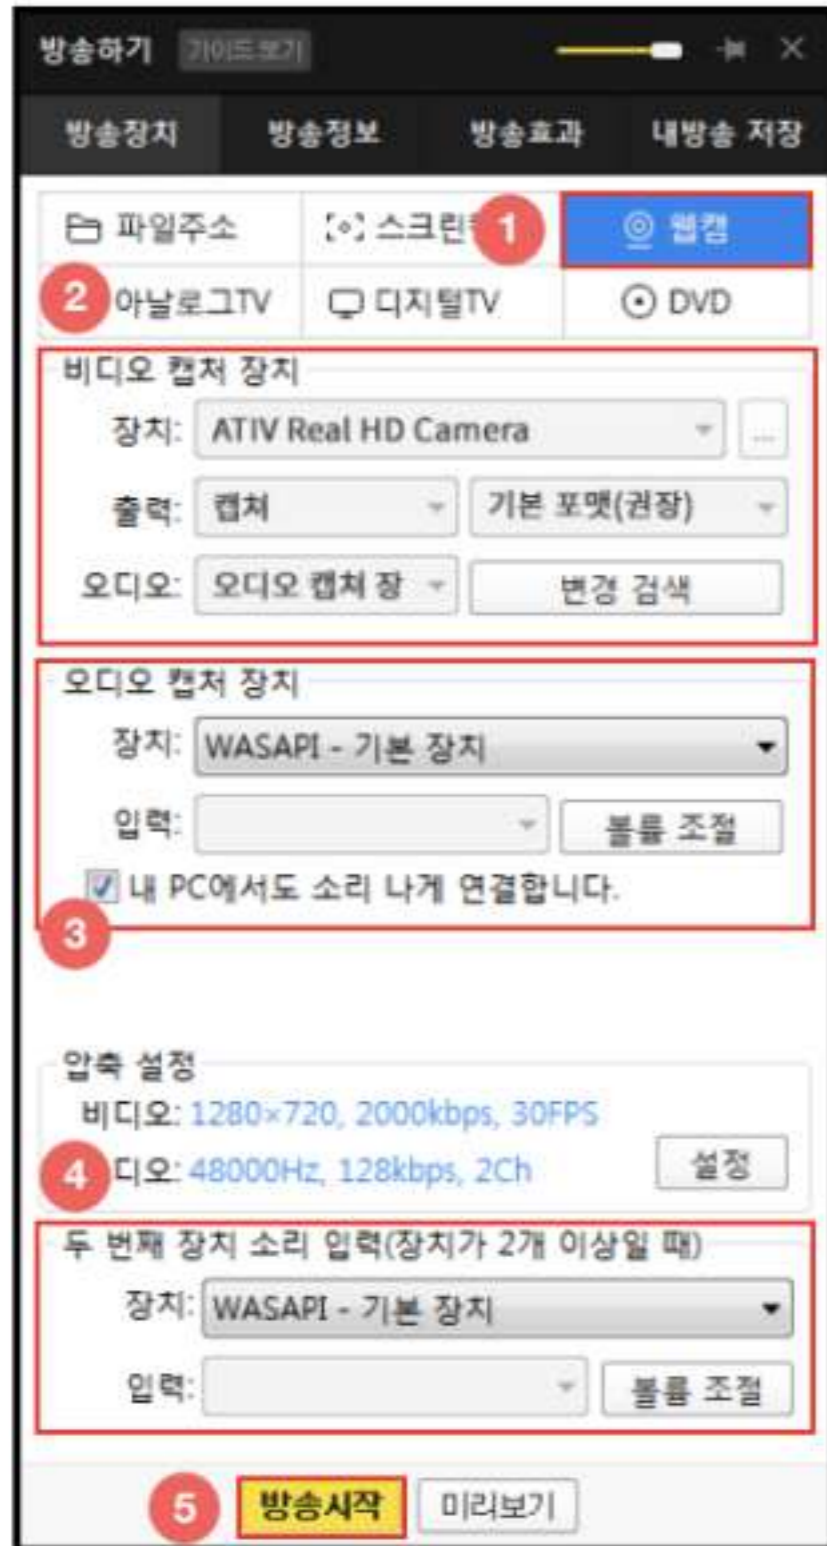 방송하기 가이드 보기
방송장치 방송정보 방송효과 내방송 저장
파일주소 스크린 1 웹캠
2 아날로그TV 디지털TV DVD
비디오 캡처 장치
장치: ATIV Real HD Camera ...
출력: 캡쳐 기본 포맷(권장)
오디오: 오디오 캡처 장 변경 검색
오디오 캡처 장치
장치: WASAPI - 기본 장치
입력: 볼륨 조절
내 PC에서도 소리 나게 연결합니다.
3
압축 설정
비디오: 1280×720, 2000kbps, 30FPS
4 디오: 48000Hz, 128kbps, 2Ch 설정
두 번째 장치 소리 입력(장치가 2개 이상일 때)
장치: WASAPI - 기본 장치
입력: 볼륨 조절
5 방송시작 미리보기